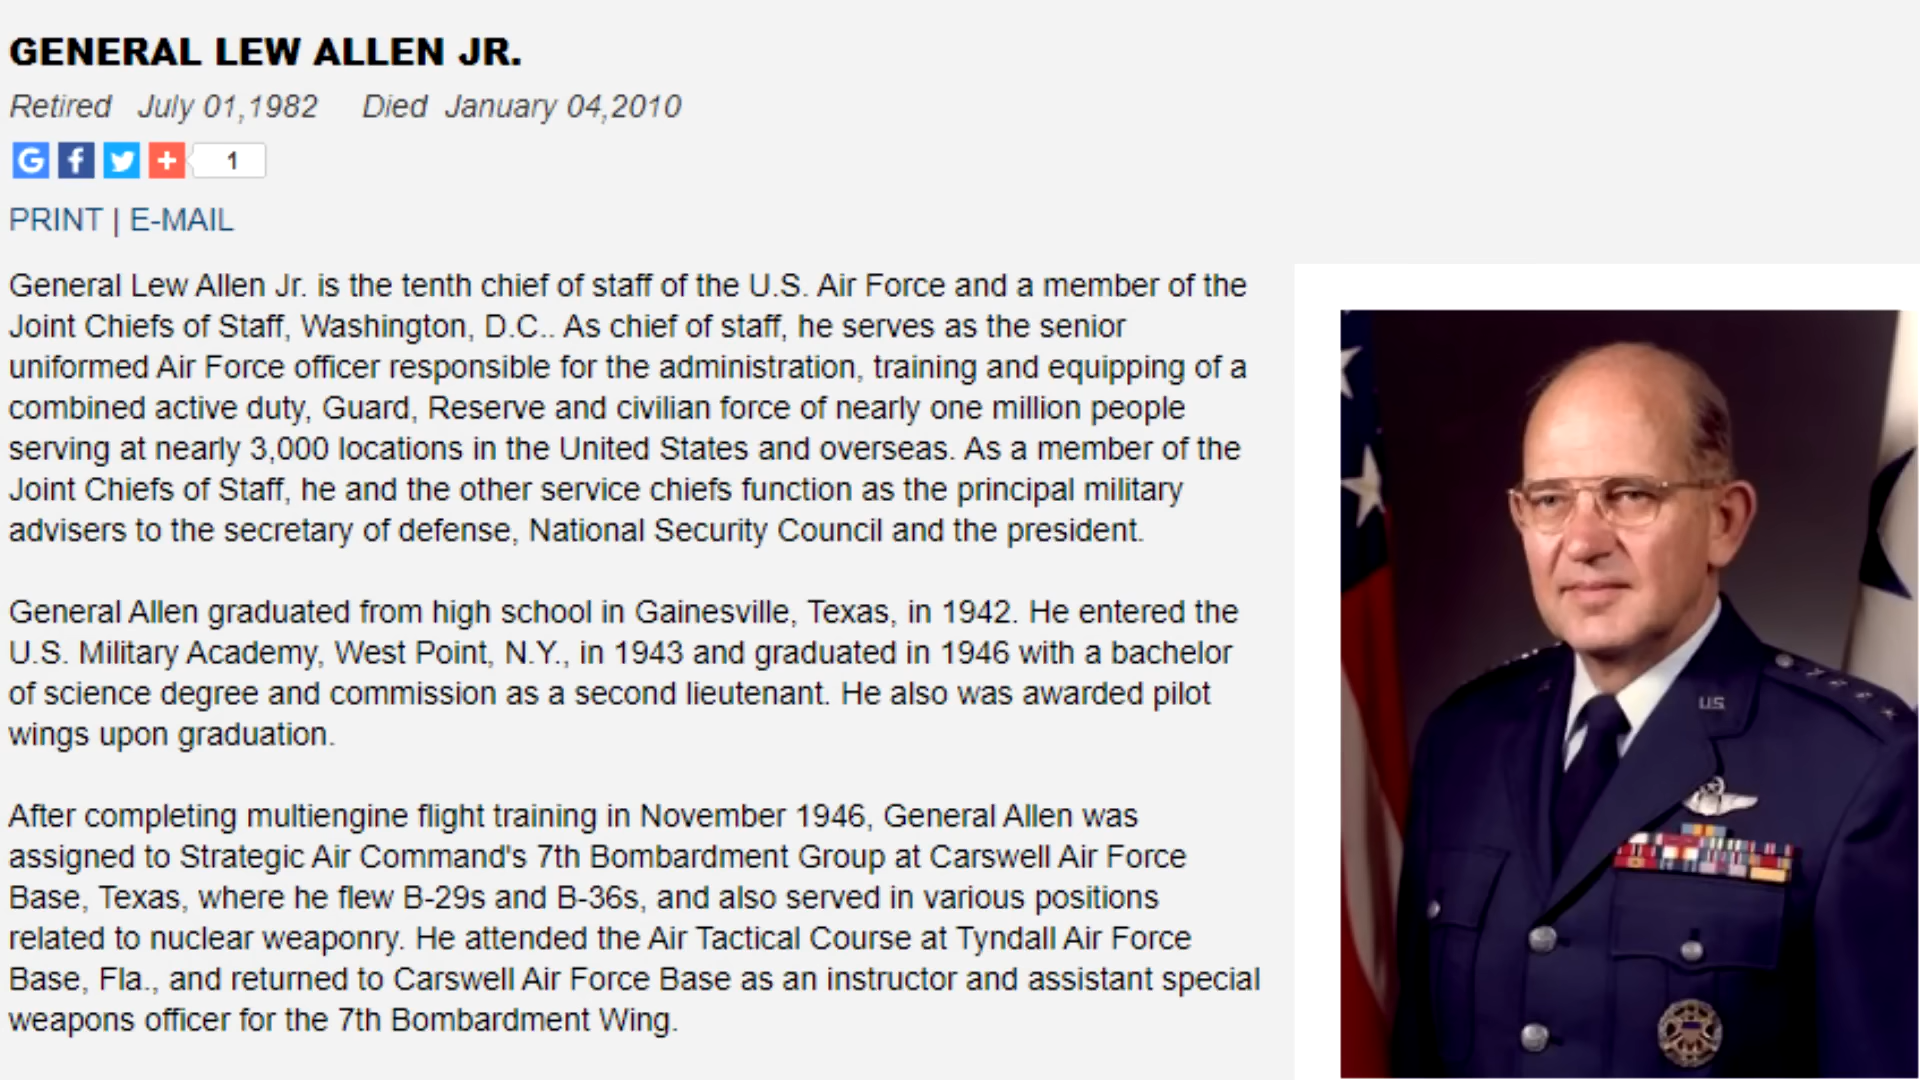 GENERAL LEW ALLEN JR.
Retired July 01,1982 Died January 04,2010
G f + 1
PRINT | E-MAIL
General Lew Allen Jr. is the tenth chief of staff of the U.S. Air Force and a member of the
Joint Chiefs of Staff, Washington, D.C.. As chief of staff, he serves as the senior
uniformed Air Force officer responsible for the administration, training and equipping of a
combined active duty, Guard, Reserve and civilian force of nearly one million people
serving at nearly 3,000 locations in the United States and overseas. As a member of the
Joint Chiefs of Staff, he and the other service chiefs function as the principal military
advisers to the secretary of defense, National Security Council and the president.
General Allen graduated from high school in Gainesville, Texas, in 1942. He entered the
U.S. Military Academy, West Point, N.Y., in 1943 and graduated in 1946 with a bachelor
of science degree and commission as a second lieutenant. He also was awarded pilot
wings upon graduation.
After completing multiengine flight training in November 1946, General Allen was
assigned to Strategic Air Command's 7th Bombardment Group at Carswell Air Force
Base, Texas, where he flew B-29s and B-36s, and also served in various positions
related to nuclear weaponry. He attended the Air Tactical Course at Tyndall Air Force
Base, Fla., and returned to Carswell Air Force Base as an instructor and assistant special
weapons officer for the 7th Bombardment Wing.
U.S.